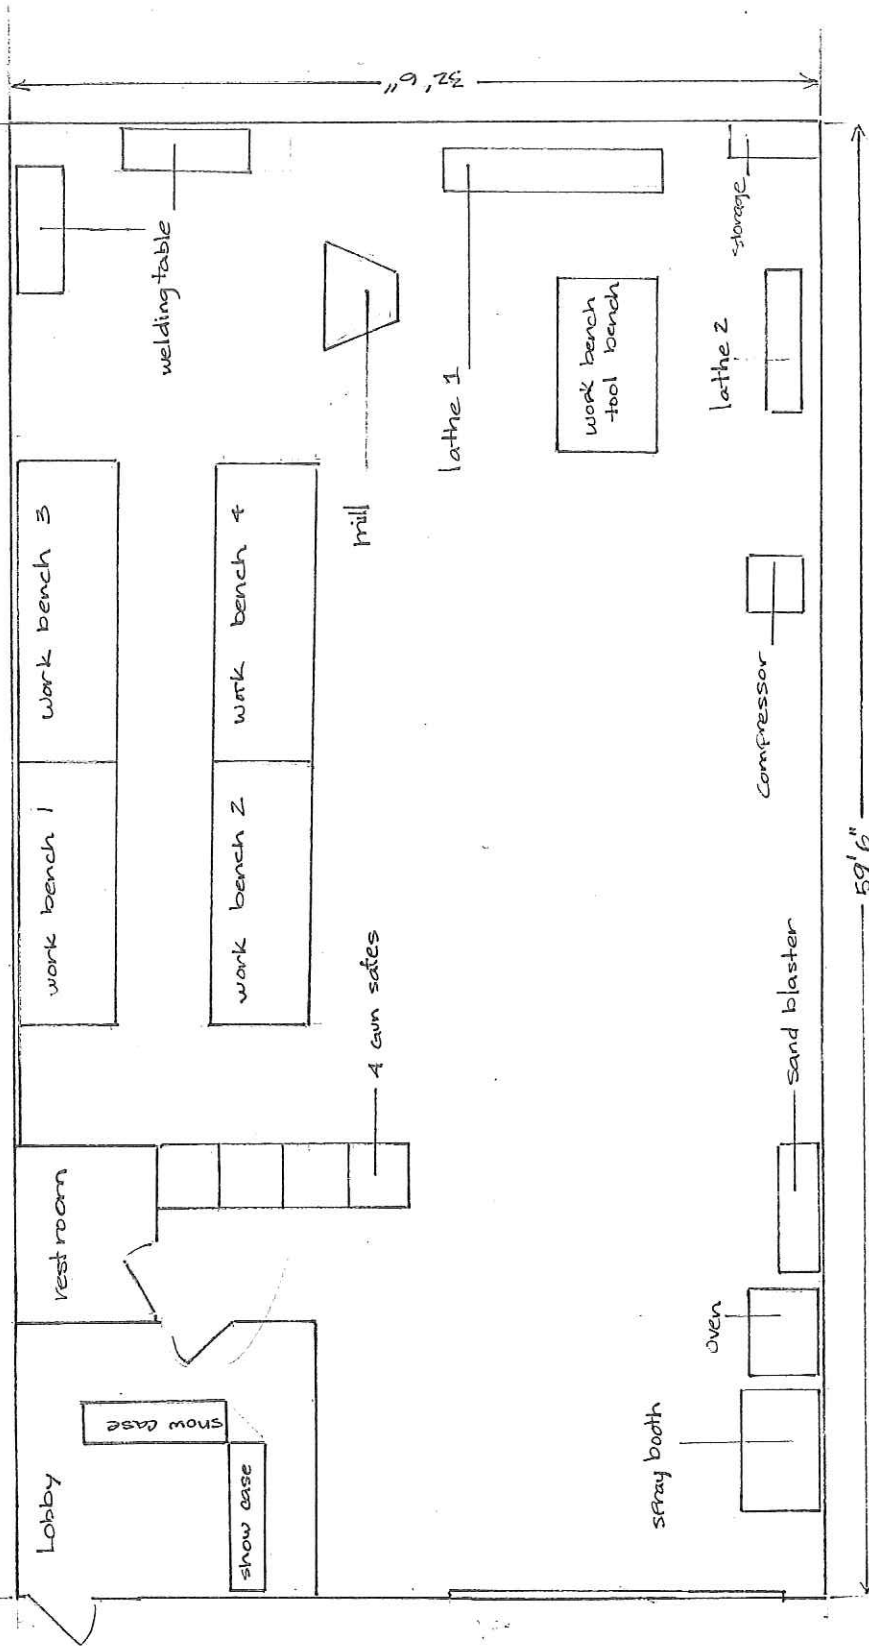 32' 6"
welding table
storage
mill
lathe 1
work bench
tool bench
lathe 2
work bench 3
work bench 4
work bench 1
work bench 2
compressor
59'6"
4 Gun safes
sand blaster
restroom
oven
Lobby
show case
show case
spray booth